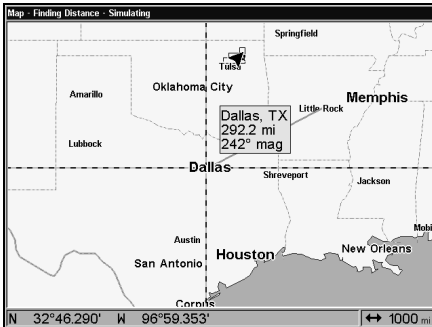 Map - Finding Distance - Simulating
Springfield
Tulsa
Oklahoma City
Amarillo
Memphis
Little Rock
Dallas, TX
292.2 mi
242° mag
Lubbock
Dallas
Shreveport
Jackson
Mobi
Austin
Houston
New Orleans
San Antonio
Corpus
N 32°46.290' W 96°59.353' ↔ 1000 mi